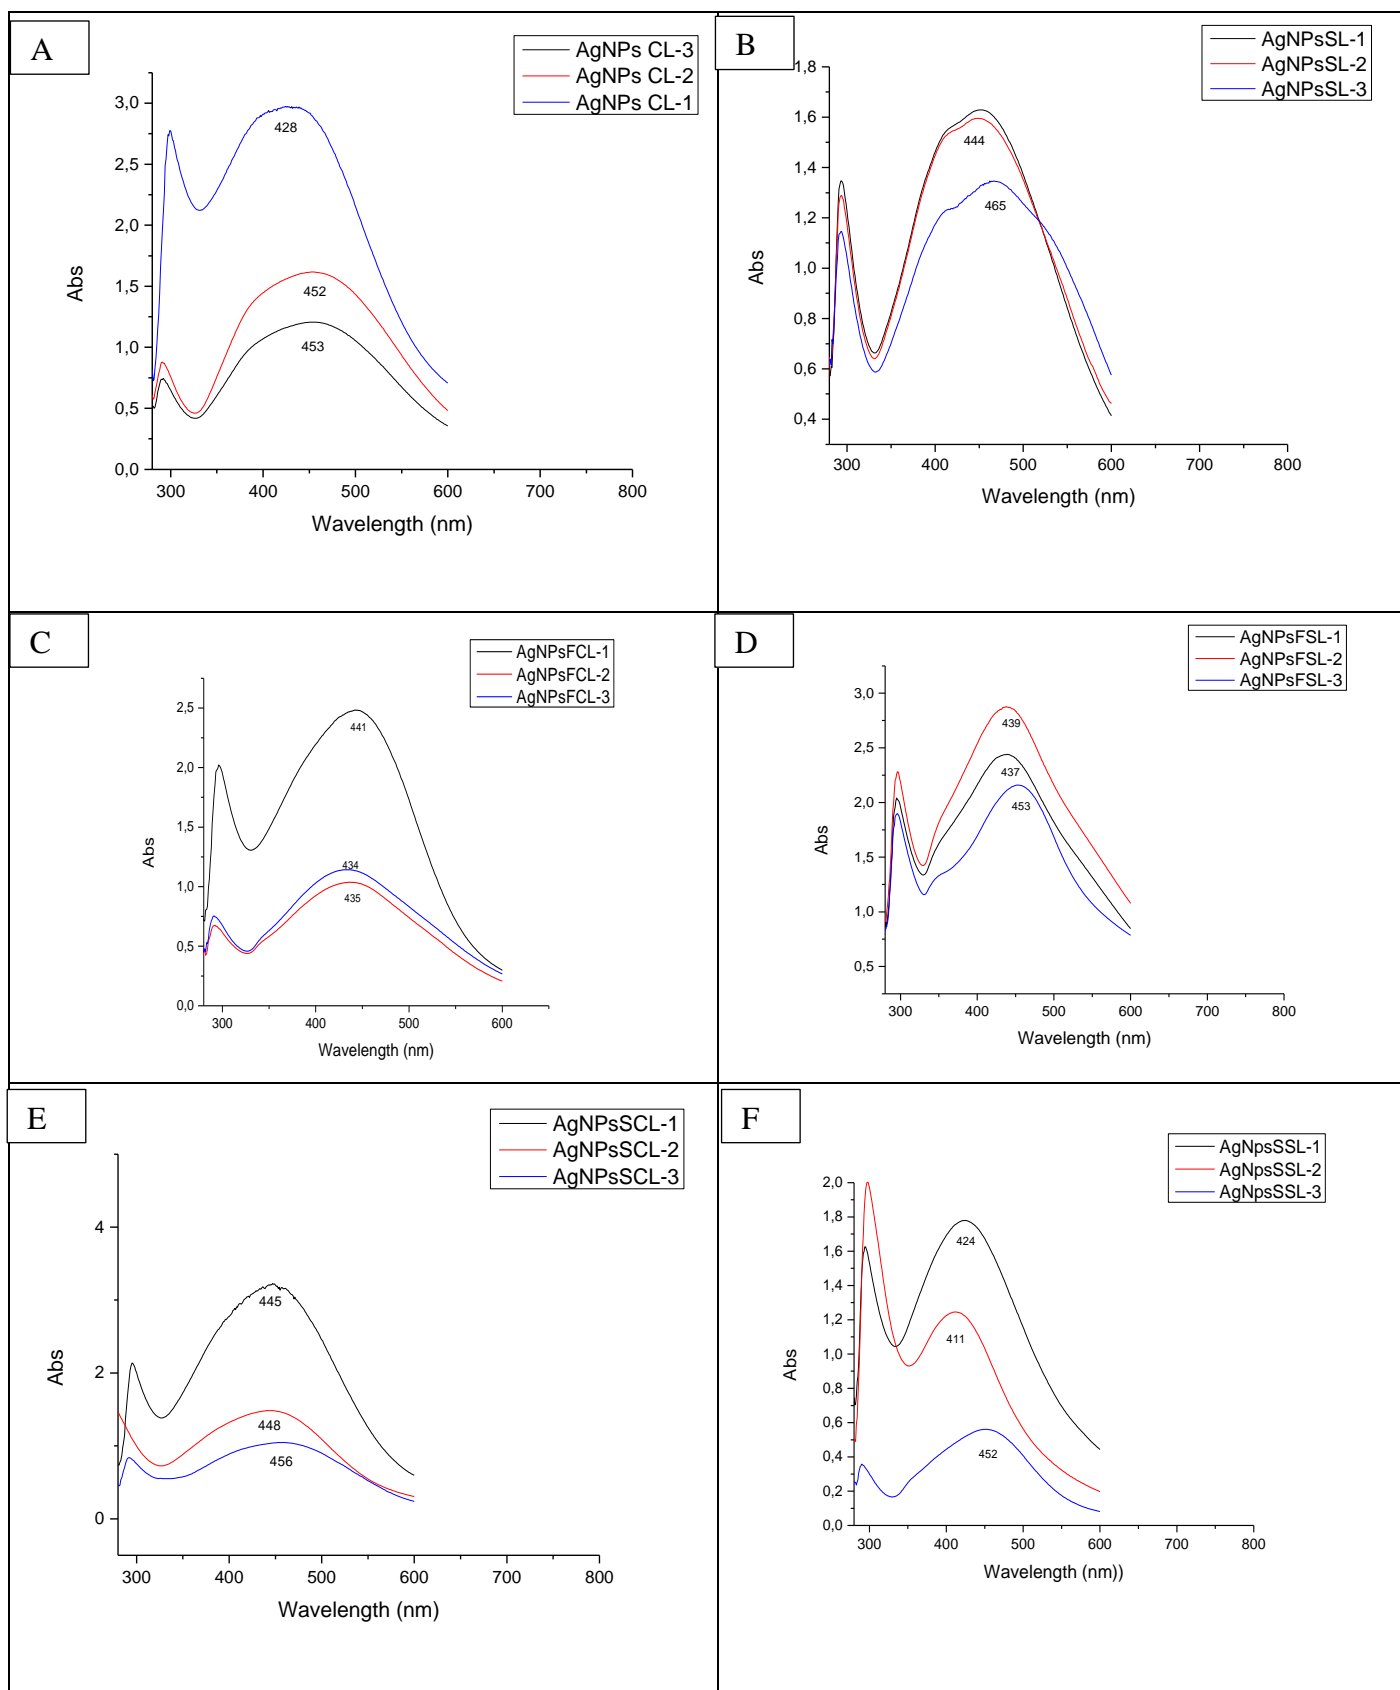 A
AgNPs CL-3
AgNPs CL-2
AgNPs CL-1
3,0
2,5
2,0
1,5
1,0
0,5
0,0
428
452
453
Abs
300 400 500 600 700 800
Wavelength (nm)
B
AgNPsSL-1
AgNPsSL-2
AgNPsSL-3
1,8
1,6
1,4
1,2
1,0
0,8
0,6
0,4
444
465
Abs
300 400 500 600 700 800
Wavelength (nm)
C
AgNPsFCL-1
AgNPsFCL-2
AgNPsFCL-3
2,5
2,0
1,5
1,0
0,5
0,0
441
434
435
Abs
300 400 500 600
Wavelength (nm)
D
AgNPsFSL-1
AgNPsFSL-2
AgNPsFSL-3
3,0
2,5
2,0
1,5
1,0
0,5
439
437
453
Abs
300 400 500 600 700 800
Wavelength (nm)
E
AgNPsSCL-1
AgNPsSCL-2
AgNPsSCL-3
4
2
0
445
448
456
Abs
300 400 500 600 700 800
Wavelength (nm)
F
AgNpsSSL-1
AgNpsSSL-2
AgNpsSSL-3
2,0
1,8
1,6
1,4
1,2
1,0
0,8
0,6
0,4
0,2
0,0
424
411
452
Abs
300 400 500 600 700 800
Wavelength (nm))